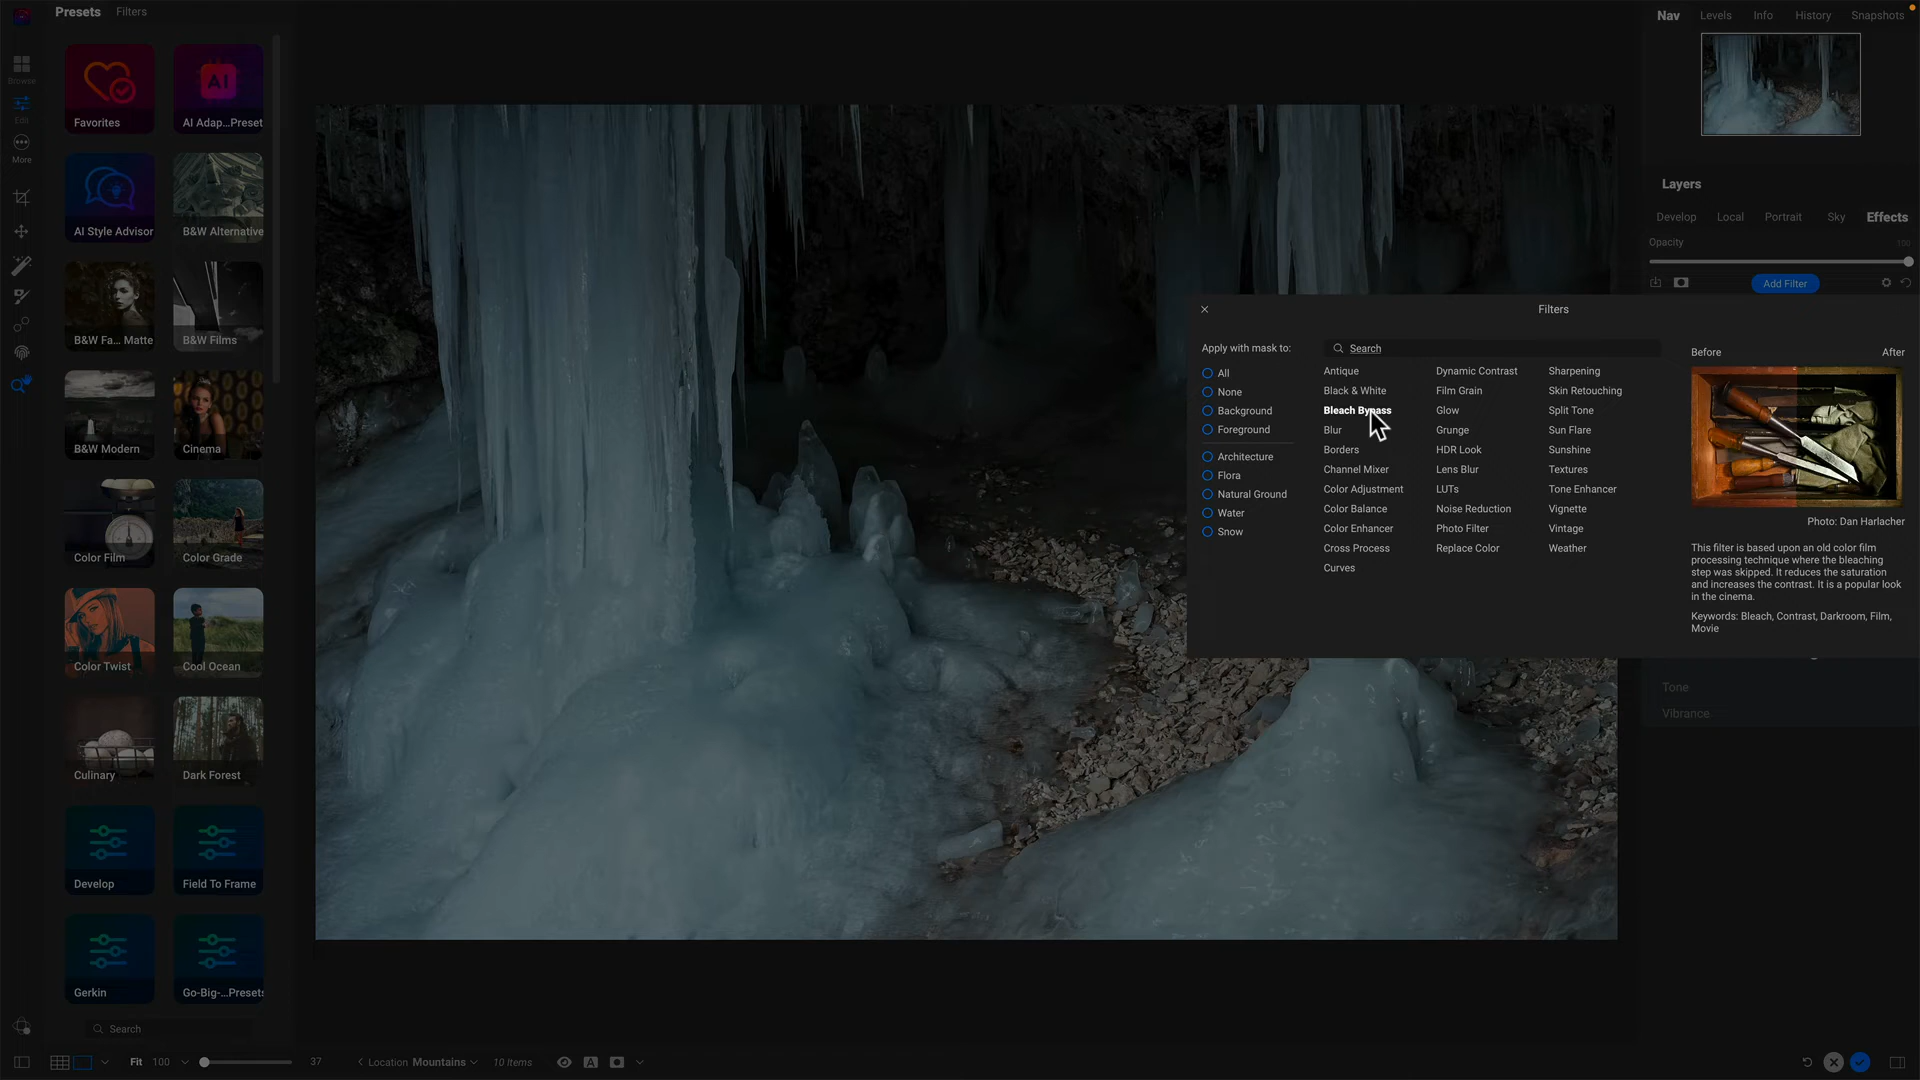 Presets
Filters
Nav
Levels
Info
History
Snapshots
Browse
Edit
More
Favorites
AI Adap...Preset
AI Style Advisor
B&W Alternative
B&W Fa... Matte
B&W Films
B&W Modern
Cinema
Color Film
Color Grade
Color Twist
Cool Ocean
Culinary
Dark Forest
Develop
Field To Frame
Gerkin
Go-Big-...Presets
Search
Layers
Develop
Local
Portrait
Sky
Effects
Opacity
100
Add Filter
Filters
Apply with mask to:
All
None
Background
Foreground
Architecture
Flora
Natural Ground
Water
Snow
Search
Antique
Black & White
Bleach Bypass
Blur
Borders
Channel Mixer
Color Adjustment
Color Balance
Color Enhancer
Cross Process
Curves
Dynamic Contrast
Film Grain
Glow
Grunge
HDR Look
Lens Blur
LUTs
Noise Reduction
Photo Filter
Replace Color
Sharpening
Skin Retouching
Split Tone
Sun Flare
Sunshine
Textures
Tone Enhancer
Vignette
Vintage
Weather
Before
After
Photo: Dan Harlacher
This filter is based upon an old color film
processing technique where the bleaching
step was skipped. It reduces the saturation
and increases the contrast. It is a popular look
in the cinema.
Keywords: Bleach, Contrast, Darkroom, Film,
Movie
Tone
Vibrance
Fit
100
37
Location Mountains
10 Items
A